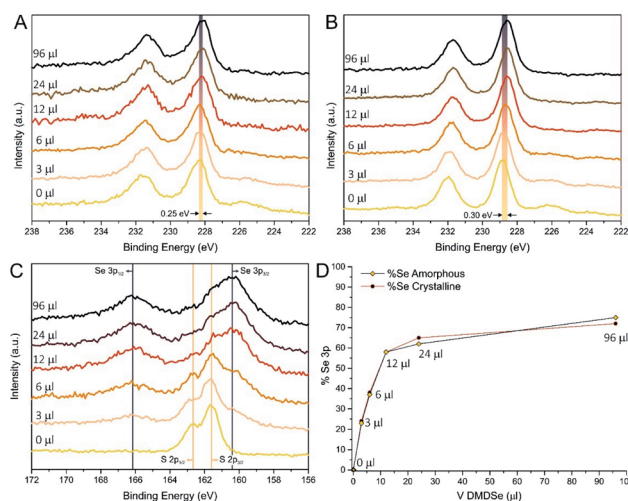 A
96 µl
24 µl
12 µl
6 µl
3 µl
0 µl
0.25 eV
238 236 234 232 230 228 226 224 222
Binding Energy (eV)
Intensity (a.u.)
B
96 µl
24 µl
12 µl
6 µl
3 µl
0 µl
0.30 eV
238 236 234 232 230 228 226 224 222
Binding Energy (eV)
Intensity (a.u.)
C
Se 3p1/2
Se 3p3/2
96 µl
24 µl
12 µl
6 µl
3 µl
0 µl
S 2p1/2
S 2p3/2
172 170 168 166 164 162 160 158 156
Binding Energy (eV)
Intensity (a.u.)
D
%Se Amorphous
%Se Crystalline
100
90
80
70
60
50
40
30
20
10
0
% Se 3p
0 µl
3 µl
6 µl
12 µl
24 µl
96 µl
0 10 20 30 40 50 60 70 80 90 100
V DMDSe (µl)